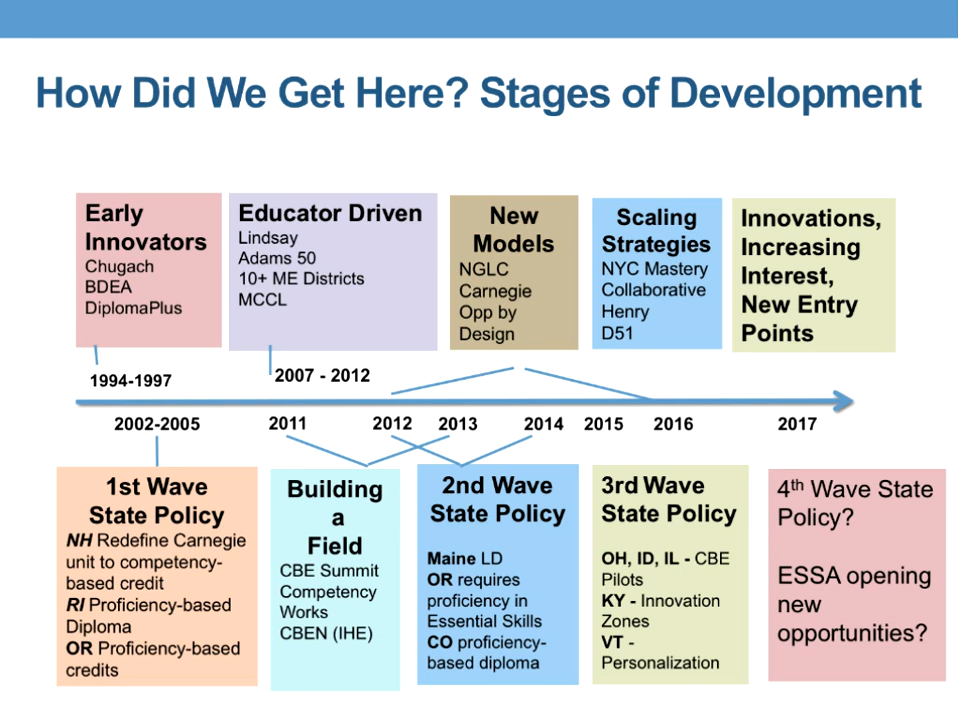 How Did We Get Here? Stages of Development
Early
Innovators
Chugach
BDEA
DiplomaPlus
Educator Driven
Lindsay
Adams 50
10+ ME Districts
MCCL
New
Models
NGLC
Carnegie
Opp by
Design
Scaling
Strategies
NYC Mastery
Collaborative
Henry
D51
Innovations,
Increasing
Interest,
New Entry
Points
1994-1997
2007 - 2012
2002-2005
2011
2012
2013
2014
2015
2016
2017
1st Wave
State Policy
NH Redefine Carnegie
unit to competency-
based credit
RI Proficiency-based
Diploma
OR Proficiency-based
credits
Building
a
Field
CBE Summit
Competency
Works
CBEN (IHE)
2nd Wave
State Policy
Maine LD
OR requires
proficiency in
Essential Skills
CO proficiency-
based diploma
3rd Wave
State Policy
OH, ID, IL - CBE
Pilots
KY - Innovation
Zones
VT -
Personalization
4th Wave State
Policy?
ESSA opening
new
opportunities?